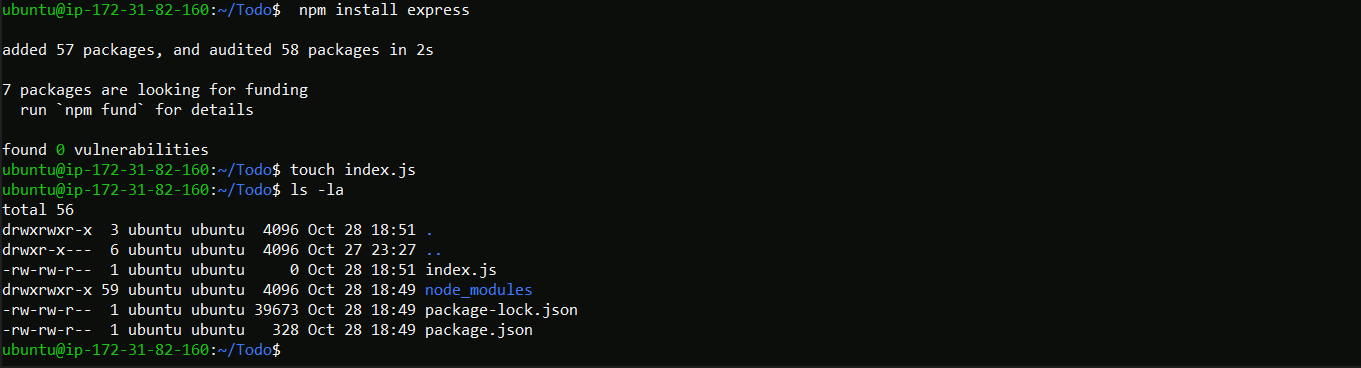 ubuntu@ip-172-31-82-160:~/Todo$  npm install express
added 57 packages, and audited 58 packages in 2s
7 packages are looking for funding
  run `npm fund` for details
found 0 vulnerabilities
ubuntu@ip-172-31-82-160:~/Todo$ touch index.js
ubuntu@ip-172-31-82-160:~/Todo$ ls -la
total 56
drwxrwxr-x  3 ubuntu ubuntu  4096 Oct 28 18:51 .
drwxr-x---  6 ubuntu ubuntu  4096 Oct 27 23:27 ..
-rw-rw-r--  1 ubuntu ubuntu     0 Oct 28 18:51 index.js
drwxrwxr-x 59 ubuntu ubuntu  4096 Oct 28 18:49 node_modules
-rw-rw-r--  1 ubuntu ubuntu 39673 Oct 28 18:49 package-lock.json
-rw-rw-r--  1 ubuntu ubuntu   328 Oct 28 18:49 package.json
ubuntu@ip-172-31-82-160:~/Todo$